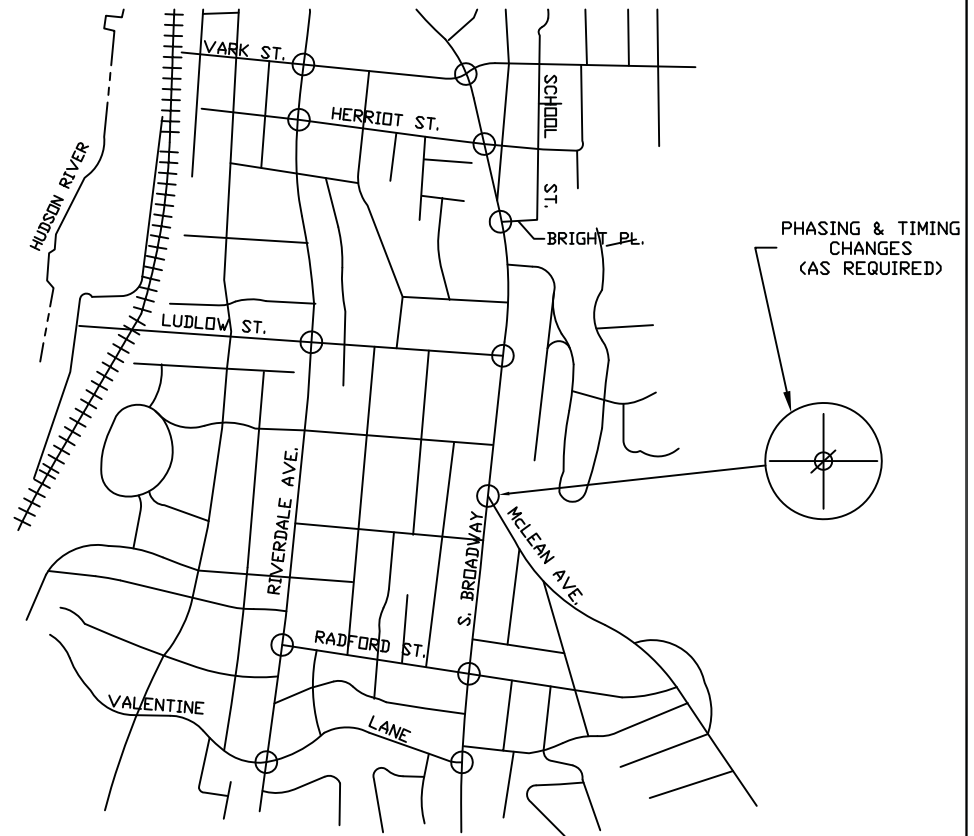 VARK ST.
HERRIOT ST.
SCHOOL ST.
HUDSON RIVER
BRIGHT PL.
PHASING & TIMING
CHANGES
(AS REQUIRED)
LUDLOW ST.
RIVERDALE AVE.
S. BROADWAY
McLEAN AVE.
RADFORD ST.
VALENTINE LANE